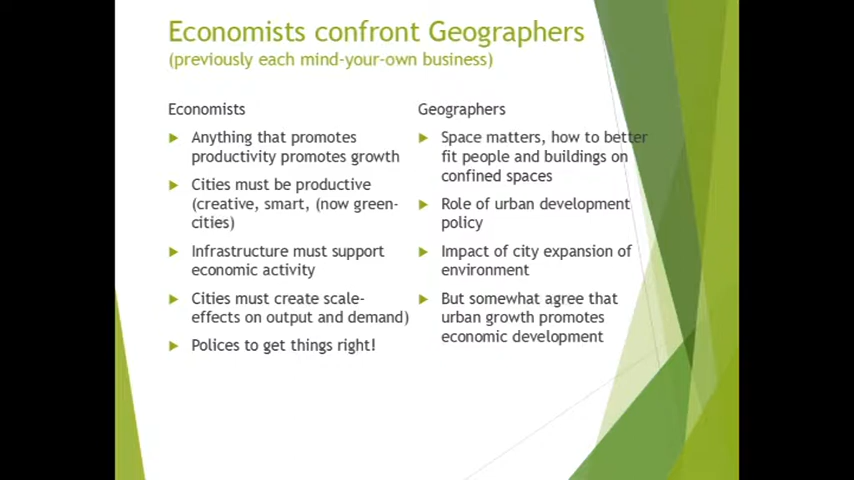 Economists confront Geographers
(previously each mind-your-own business)
Economists
Anything that promotes
productivity promotes growth
Cities must be productive
(creative, smart, (now green-
cities)
Infrastructure must support
economic activity
Cities must create scale-
effects on output and demand)
Polices to get things right!
Geographers
Space matters, how to better
fit people and buildings on
confined spaces
Role of urban development
policy
Impact of city expansion of
environment
But somewhat agree that
urban growth promotes
economic development